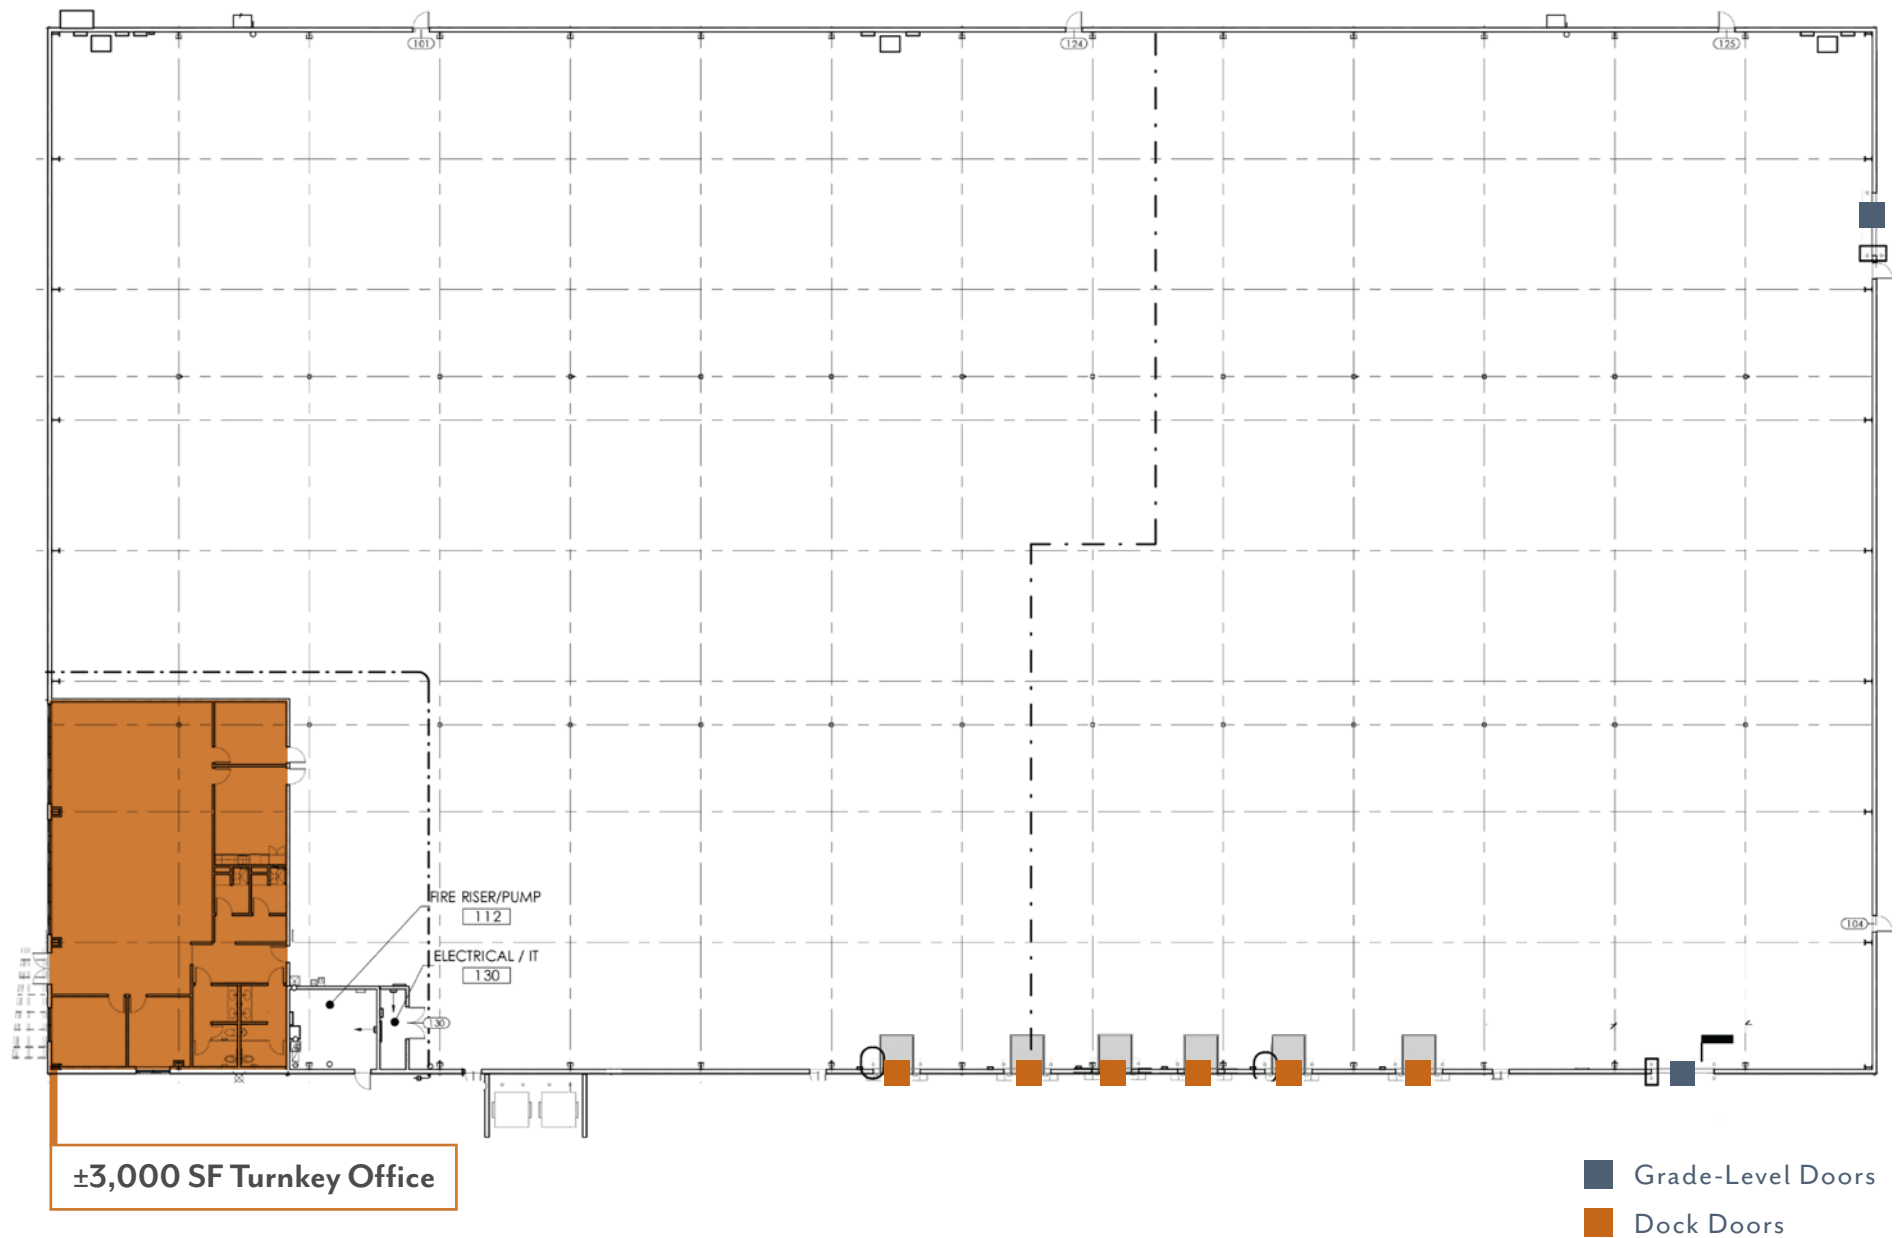 101
124
125
104
FIRE RISER/PUMP
112
ELECTRICAL / IT
130
130
±3,000 SF Turnkey Office
Grade-Level Doors
Dock Doors